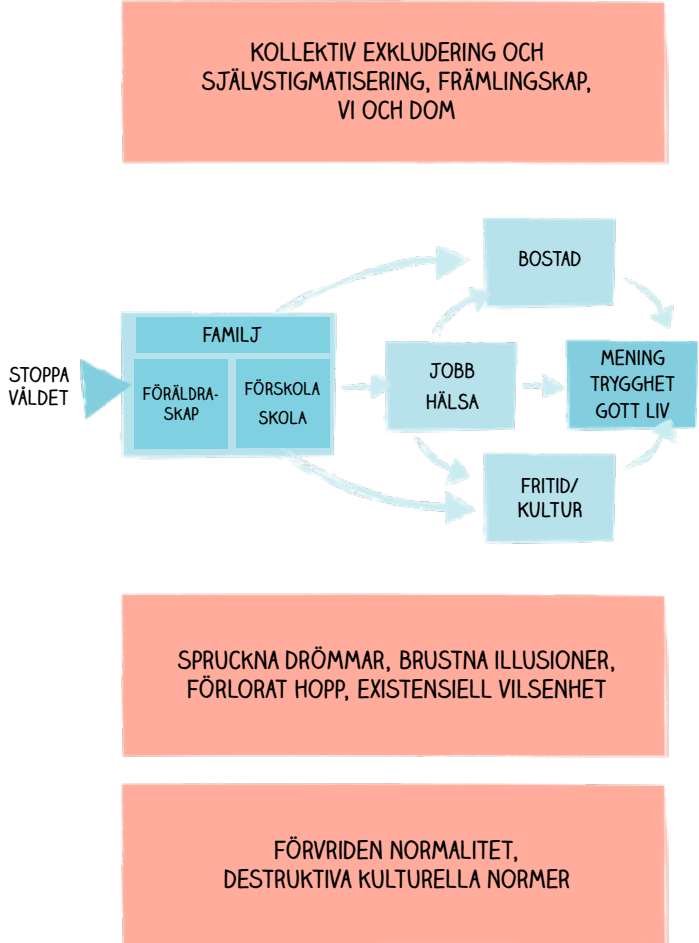 KOLLEKTIV EXKLUDERING OCH
SJÄLVSTIGMATISERING, FRÄMLINGSKAP,
VI OCH DOM
BOSTAD
FAMILJ
STOPPA
VÅLDET
FÖRÄLDRA-
SKAP
FÖRSKOLA
SKOLA
JOBB
HÄLSA
MENING
TRYGGHET
GOTT LIV
FRITID/
KULTUR
SPRUCKNA DRÖMMAR, BRUSTNA ILLUSIONER,
FÖRLORAT HOPP, EXISTENSIELL VILSENHET
FÖRVRIDEN NORMALITET,
DESTRUKTIVA KULTURELLA NORMER